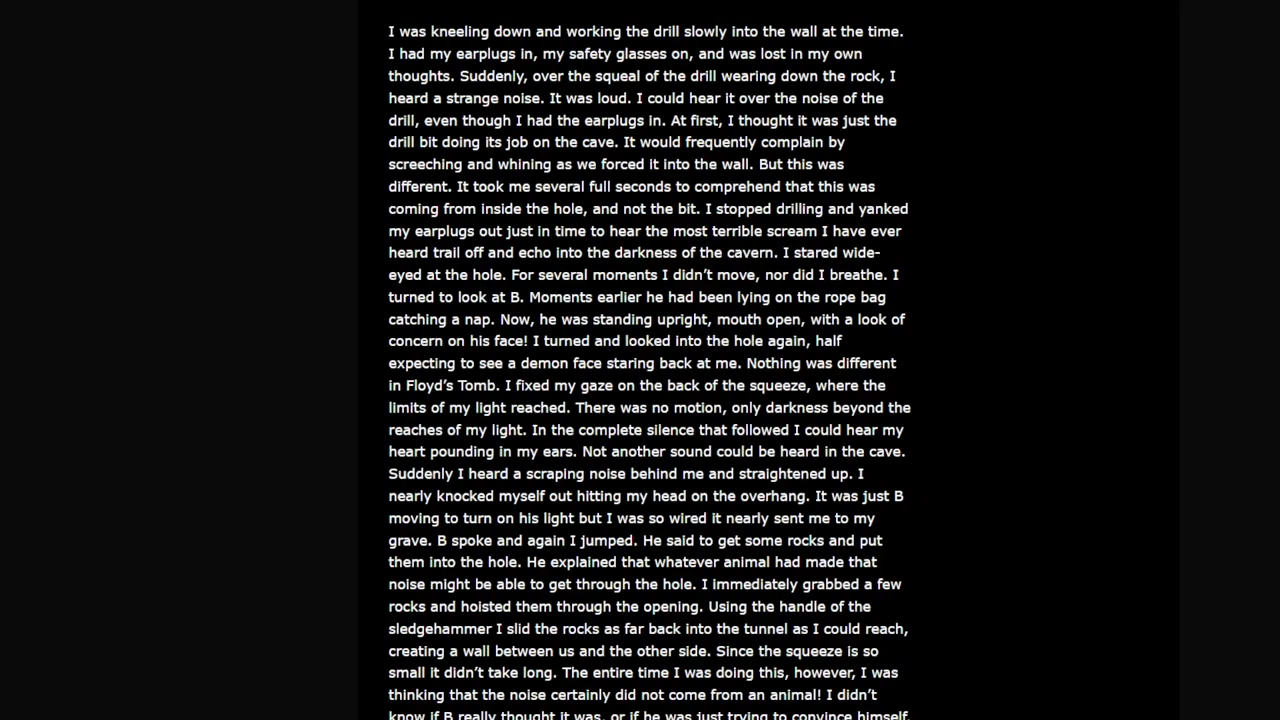 I was kneeling down and working the drill slowly into the wall at the time.
I had my earplugs in, my safety glasses on, and was lost in my own
thoughts. Suddenly, over the squeal of the drill wearing down the rock, I
heard a strange noise. It was loud. I could hear it over the noise of the
drill, even though I had the earplugs in. At first, I thought it was just the
drill bit doing its job on the cave. It would frequently complain by
screeching and whining as we forced it into the wall. But this was
different. It took me several full seconds to comprehend that this was
coming from inside the hole, and not the bit. I stopped drilling and yanked
my earplugs out just in time to hear the most terrible scream I have ever
heard trail off and echo into the darkness of the cavern. I stared wide-
eyed at the hole. For several moments I didn’t move, nor did I breathe. I
turned to look at B. Moments earlier he had been lying on the rope bag
catching a nap. Now, he was standing upright, mouth open, with a look of
concern on his face! I turned and looked into the hole again, half
expecting to see a demon face staring back at me. Nothing was different
in Floyd’s Tomb. I fixed my gaze on the back of the squeeze, where the
limits of my light reached. There was no motion, only darkness beyond the
reaches of my light. In the complete silence that followed I could hear my
heart pounding in my ears. Not another sound could be heard in the cave.
Suddenly I heard a scraping noise behind me and straightened up. I
nearly knocked myself out hitting my head on the overhang. It was just B
moving to turn on his light but I was so wired it nearly sent me to my
grave. B spoke and again I jumped. He said to get some rocks and put
them into the hole. He explained that whatever animal had made that
noise might be able to get through the hole. I immediately grabbed a few
rocks and hoisted them through the opening. Using the handle of the
sledgehammer I slid the rocks as far back into the tunnel as I could reach,
creating a wall between us and the other side. Since the squeeze is so
small it didn’t take long. The entire time I was doing this, however, I was
thinking that the noise certainly did not come from an animal! I didn’t
know if B really thought it was, or if he was just trying to convince himself.